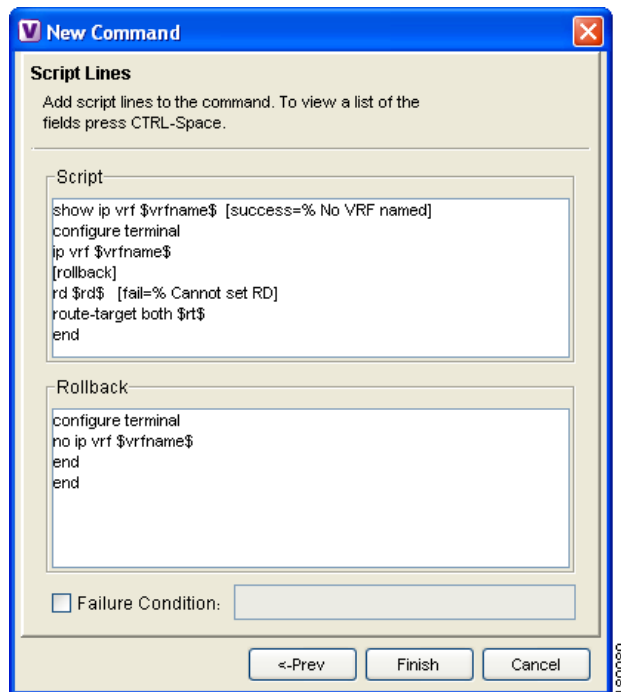 V New Command
Script Lines
Add script lines to the command. To view a list of the
fields press CTRL-Space.
Script
show ip vrf $vrfname$  [success=% No VRF named]
configure terminal
ip vrf $vrfname$
[rollback]
rd $rd$   [fail=% Cannot set RD]
route-target both $rt$
end
Rollback
configure terminal
no ip vrf $vrfname$
end
end
Failure Condition:
<-Prev
Finish
Cancel